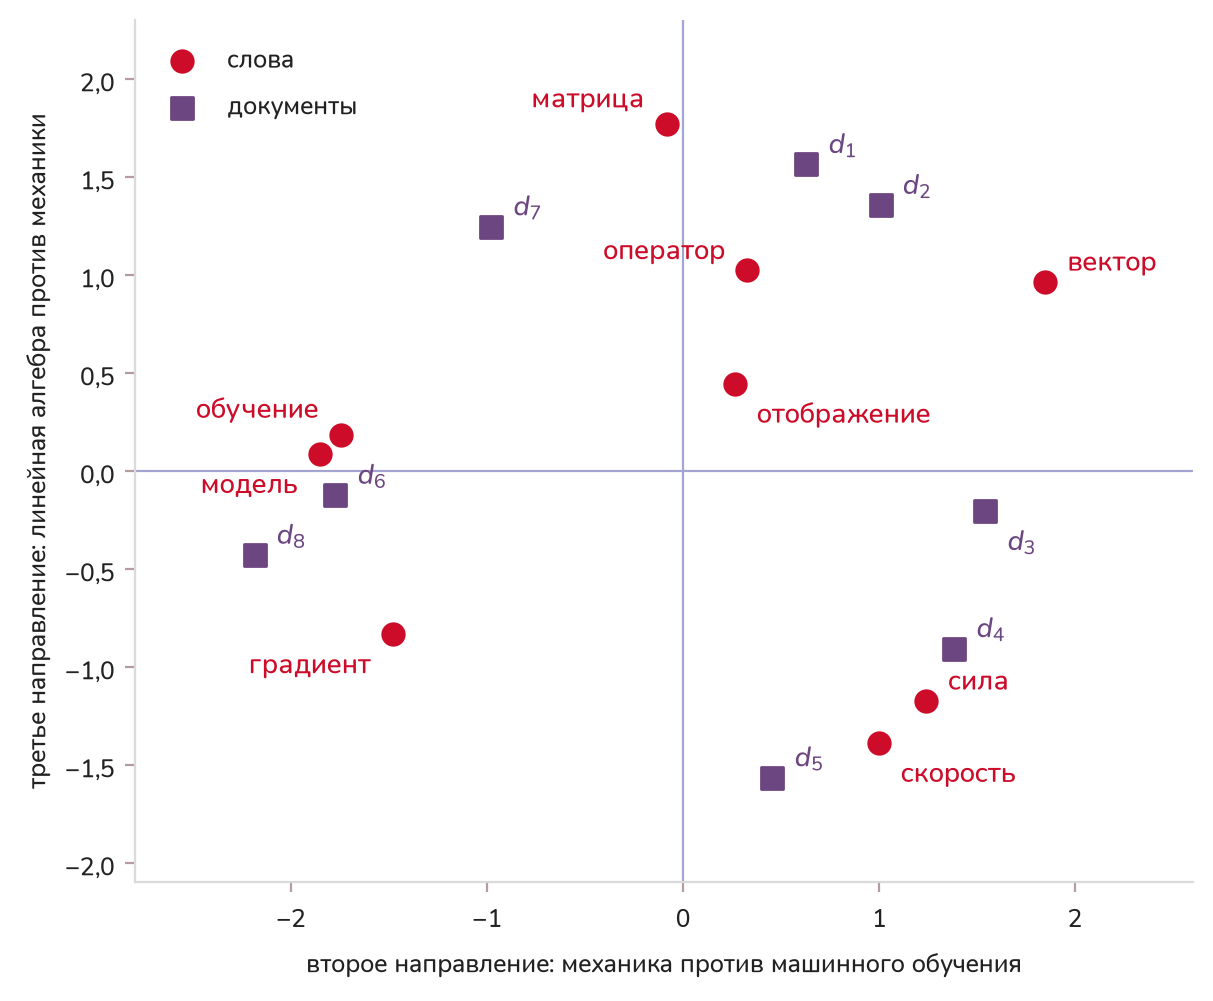 слова
документы
2,0
1,5
1,0
0,5
0,0
−0,5
−1,0
−1,5
−2,0
третье направление: линейная алгебра против механики
матрица
d1
d2
d7
оператор
вектор
отображение
обучение
модель
d6
d8
d3
градиент
d4
сила
скорость
d5
−2
−1
0
1
2
второе направление: механика против машинного обучения